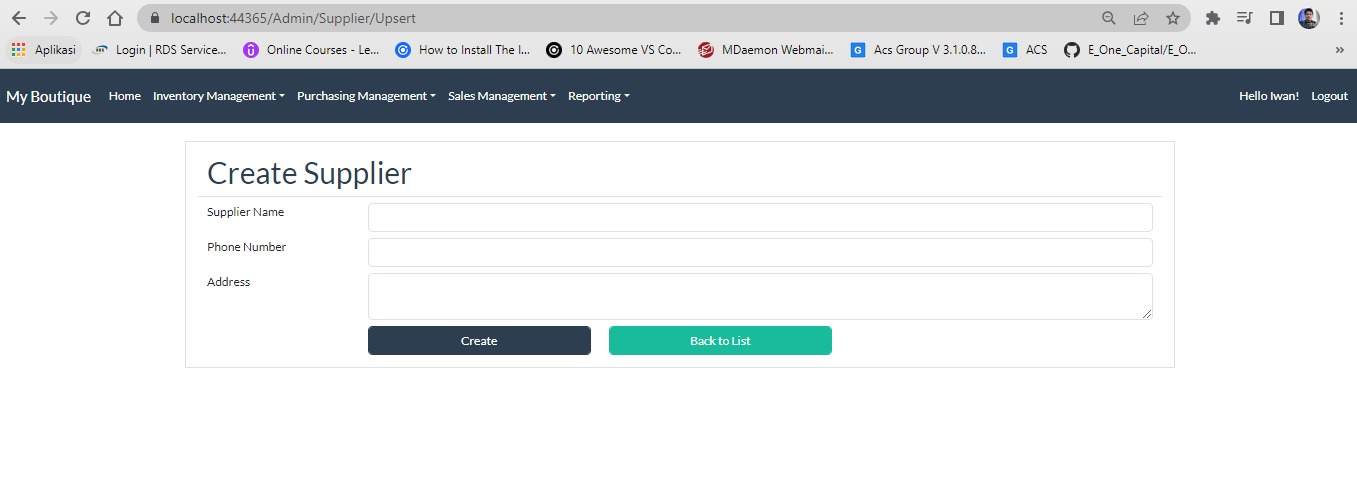 localhost:44365/Admin/Supplier/Upsert
Aplikasi Login | RDS Service... Online Courses - Le... How to Install The I... 10 Awesome VS Co... MDaemon Webmai... G Acs Group V 3.1.0.8... G ACS E_One_Capital/E_O... »
My Boutique Home Inventory Management Purchasing Management Sales Management Reporting Hello Iwan! Logout
Create Supplier
Supplier Name
Phone Number
Address
Create Back to List